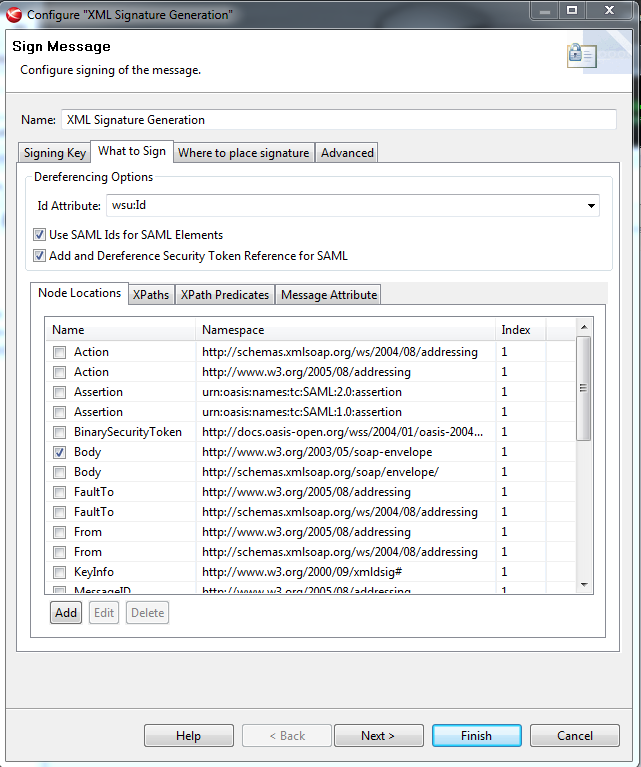 Configure "XML Signature Generation"
Sign Message
Configure signing of the message.
Name: XML Signature Generation
Signing Key What to Sign Where to place signature Advanced
Dereferencing Options
Id Attribute: wsu:Id
Use SAML Ids for SAML Elements
Add and Dereference Security Token Reference for SAML
Node Locations XPaths XPath Predicates Message Attribute
Name Namespace Index
Action http://schemas.xmlsoap.org/ws/2004/08/addressing 1
Action http://www.w3.org/2005/08/addressing 1
Assertion urn:oasis:names:tc:SAML:2.0:assertion 1
Assertion urn:oasis:names:tc:SAML:1.0:assertion 1
BinarySecurityToken http://docs.oasis-open.org/wss/2004/01/oasis-2004... 1
Body http://www.w3.org/2003/05/soap-envelope 1
Body http://schemas.xmlsoap.org/soap/envelope/ 1
FaultTo http://www.w3.org/2005/08/addressing 1
FaultTo http://schemas.xmlsoap.org/ws/2004/08/addressing 1
From http://www.w3.org/2005/08/addressing 1
From http://schemas.xmlsoap.org/ws/2004/08/addressing 1
KeyInfo http://www.w3.org/2000/09/xmldsig# 1
MessageID http://www.w3.org/2005/08/addressing 1
Add Edit Delete
Help < Back Next > Finish Cancel